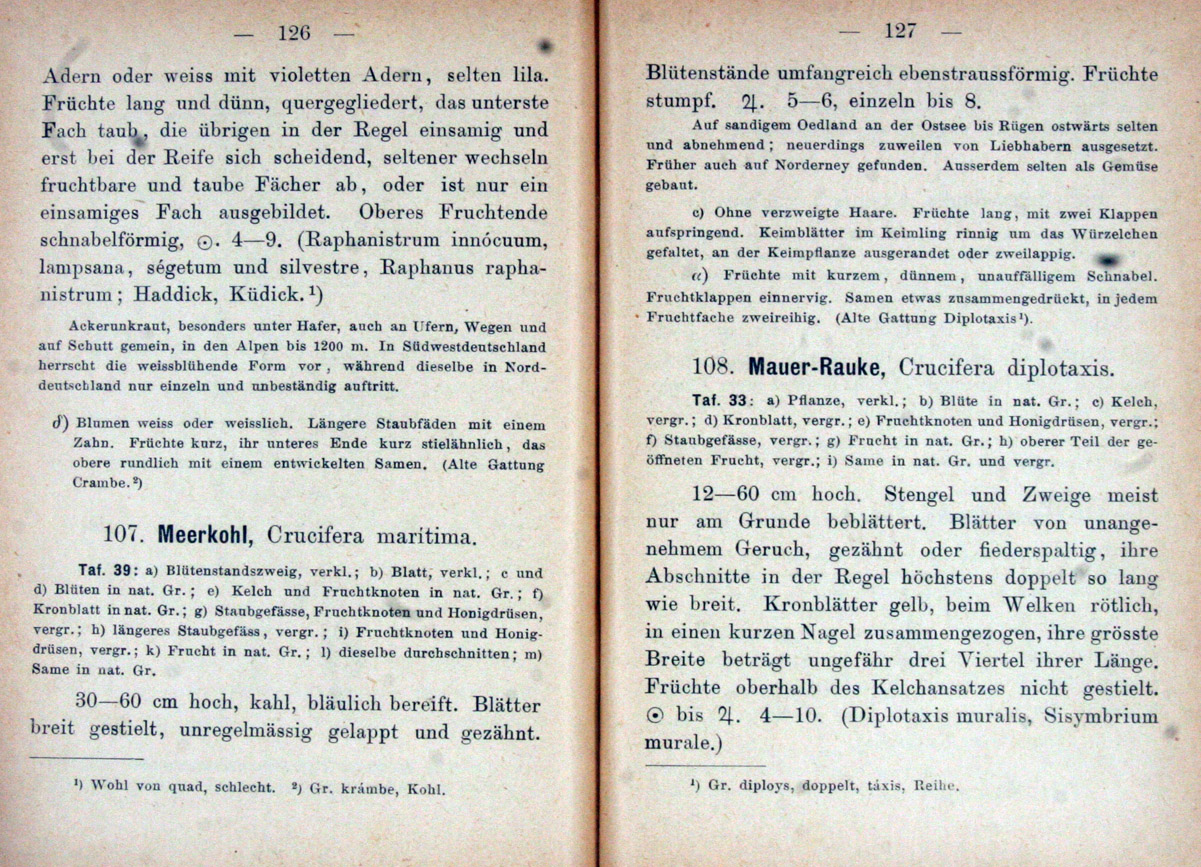 — 126 —
Adern oder weiss mit violetten Adern, selten lila.
Früchte lang und dünn, quergegliedert, das unterste
Fach taub, die übrigen in der Regel einsamig und
erst bei der Reife sich scheidend, seltener wechseln
fruchtbare und taube Fächer ab, oder ist nur ein
einsamiges Fach ausgebildet. Oberes Fruchtende
schnabelförmig, ⊙. 4—9. (Raphanistrum innócuum,
lampsana, ségetum und silvestre, Raphanus rapha-
nistrum; Haddick, Küdick.¹)
Ackerunkraut, besonders unter Hafer, auch an Ufern, Wegen und
auf Schutt gemein, in den Alpen bis 1200 m. In Südwestdeutschland
herrscht die weissblühende Form vor, während dieselbe in Nord-
deutschland nur einzeln und unbeständig auftritt.
δ) Blumen weiss oder weisslich. Längere Staubfäden mit einem
Zahn. Früchte kurz, ihr unteres Ende kurz stielähnlich, das
obere rundlich mit einem entwickelten Samen. (Alte Gattung
Crambe.²)
107. Meerkohl, Crucifera marítima.
Taf. 39: a) Blütenstandszweig, verkl.; b) Blatt, verkl.; c und
d) Blüten in nat. Gr.; e) Kelch und Fruchtknoten in nat. Gr.; f)
Kronblatt in nat. Gr.; g) Staubgefässe, Fruchtknoten und Honigdrüsen,
vergr.; h) längeres Staubgefäss, vergr.; i) Fruchtknoten und Honig-
drüsen, vergr.; k) Frucht in nat. Gr.; l) dieselbe durchschnitten; m)
Same in nat. Gr.
30—60 cm hoch, kahl, bläulich bereift. Blätter
breit gestielt, unregelmässig gelappt und gezähnt.
¹) Wohl von quad, schlecht. ²) Gr. krámbe, Kohl.
— 127 —
Blütenstände umfangreich ebenstraussförmig. Früchte
stumpf. ♃. 5—6, einzeln bis 8.
Auf sandigem Oedland an der Ostsee bis Rügen ostwärts selten
und abnehmend; neuerdings zuweilen von Liebhabern ausgesetzt.
Früher auch auf Norderney gefunden. Ausserdem selten als Gemüse
gebaut.
c) Ohne verzweigte Haare. Früchte lang, mit zwei Klappen
aufspringend. Keimblätter im Keimling rinnig um das Würzelchen
gefaltet, an der Keimpflanze ausgerandet oder zweilappig.
α) Früchte mit kurzem, dünnem, unauffälligem Schnabel.
Fruchtklappen einnervig. Samen etwas zusammengedrückt, in jedem
Fruchtfache zweireihig. (Alte Gattung Diplotaxis¹).
108. Mauer-Rauke, Crucifera diplotaxis.
Taf. 33: a) Pflanze, verkl.; b) Blüte in nat. Gr.; c) Kelch,
vergr.; d) Kronblatt, vergr.; e) Fruchtknoten und Honigdrüsen, vergr.;
f) Staubgefässe, vergr.; g) Frucht in nat. Gr.; h) oberer Teil der ge-
öffneten Frucht, vergr.; i) Same in nat. Gr. und vergr.
12—60 cm hoch. Stengel und Zweige meist
nur am Grunde beblättert. Blätter von unange-
nehmem Geruch, gezähnt oder fiederspaltig, ihre
Abschnitte in der Regel höchstens doppelt so lang
wie breit. Kronblätter gelb, beim Welken rötlich,
in einen kurzen Nagel zusammengezogen, ihre grösste
Breite beträgt ungefähr drei Viertel ihrer Länge.
Früchte oberhalb des Kelchansatzes nicht gestielt.
⊙ bis ♃. 4—10. (Diplotaxis muralis, Sisymbrium
murale.)
¹) Gr. diploys, doppelt, táxis, Reihe.